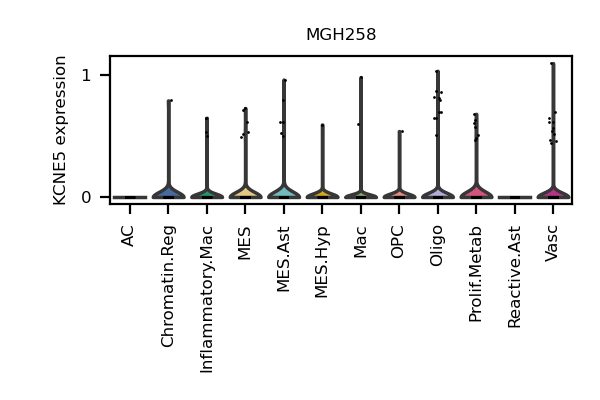 MGH258
KCNE5 expression
1
0
AC
Chromatin.Reg
Inflammatory.Mac
MES
MES.Ast
MES.Hyp
Mac
OPC
Oligo
Prolif.Metab
Reactive.Ast
Vasc